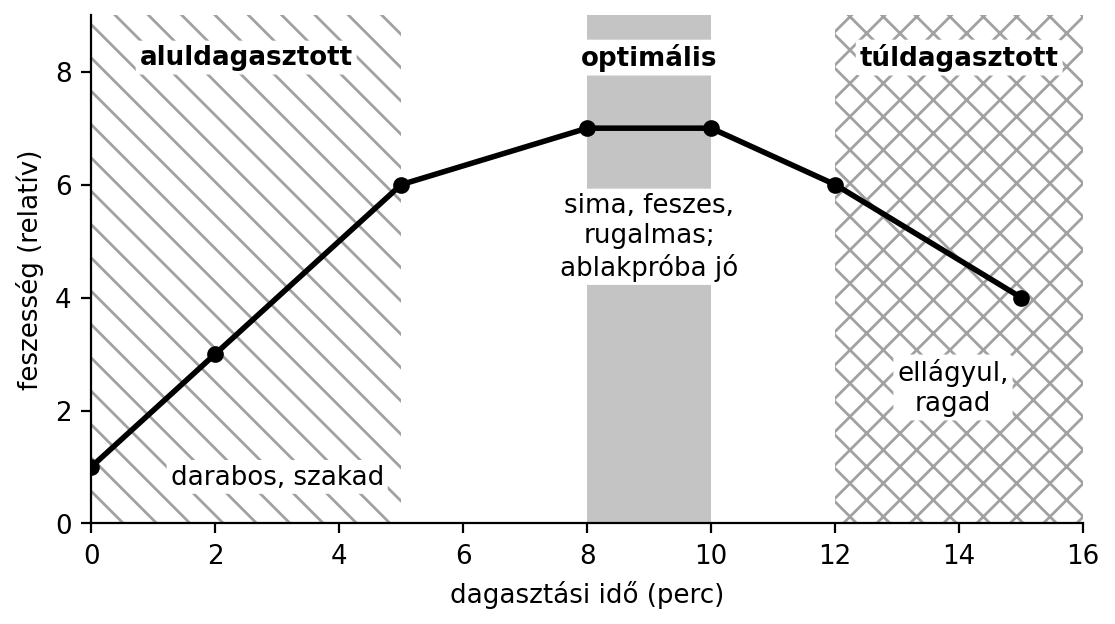 aluldagasztott
optimális
túldagasztott
8
6
4
2
0
feszesség (relatív)
sima, feszes,
rugalmas;
ablakpróba jó
ellágyul,
ragad
darabos, szakad
0 2 4 6 8 10 12 14 16
dagasztási idő (perc)